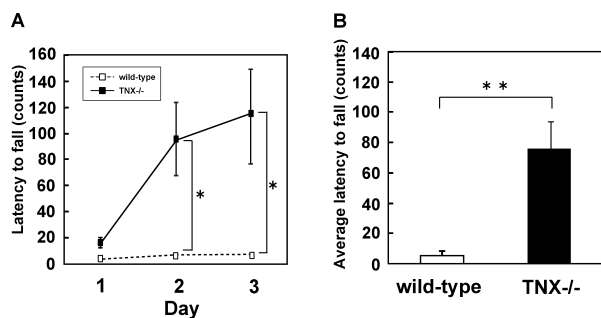 A
Latency to fall (counts)
160
140
120
100
80
60
40
20
0
wild-type
TNX-/-
*
*
1 2 3
Day
B
Average latency to fall (counts)
140
120
100
80
60
40
20
0
* *
wild-type TNX-/-